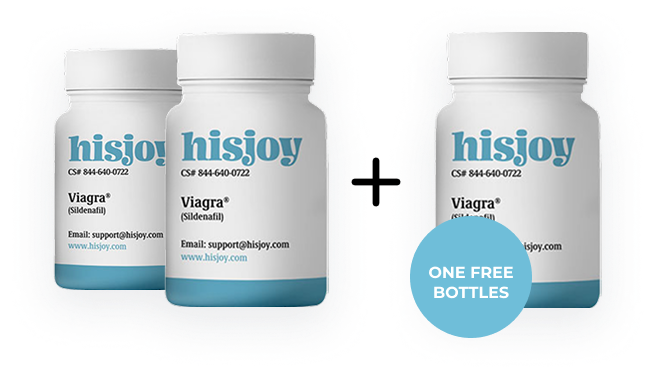 hisjoy
CS# 844-640-0722
Viagra®
(Sildenafil)
Email: support@hisjoy.com
www.hisjoy.com
hisjoy
CS# 844-640-0722
Viagra®
(Sildenafil)
Email: support@hisjoy.com
www.hisjoy.com
+
hisjoy
CS# 844-640-0722
Viagra®
(Sildenafil)
hisjoy.com
ONE FREE
BOTTLES